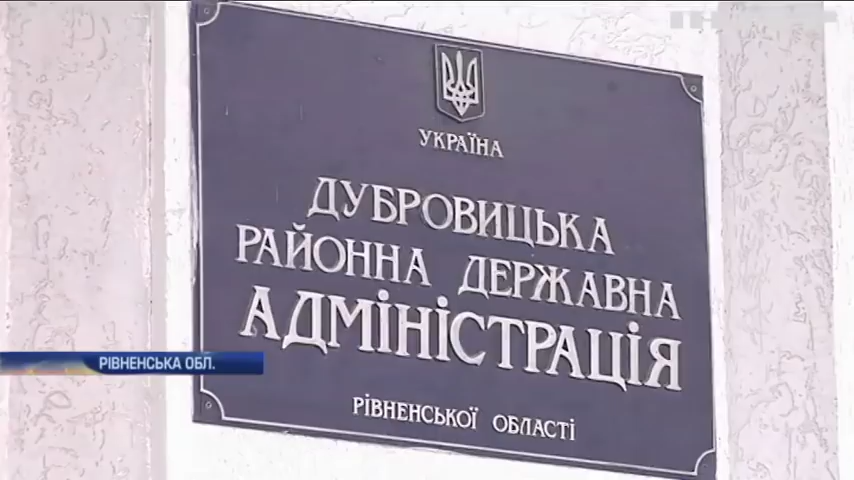 УКРАЇНА
ДУБРОВИЦЬКА
РАЙОННА ДЕРЖАВНА
АДМІНІСТРАЦІЯ
РІВНЕНСЬКОЇ ОБЛАСТІ
РІВНЕНСЬКА ОБЛ.